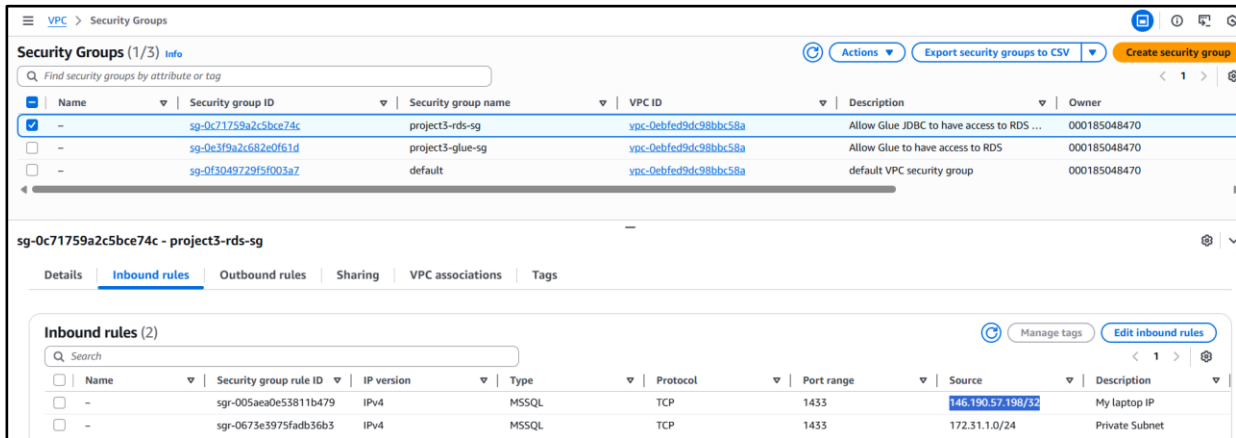 VPC > Security Groups
Security Groups (1/3) Info Actions Export security groups to CSV Create security group
Find security groups by attribute or tag < 1 >
Name Security group ID Security group name VPC ID Description Owner
– sg-0c71759a2c5bce74c project3-rds-sg vpc-0ebfed9dc98bbc58a Allow Glue JDBC to have access to RDS ... 000185048470
– sg-0e3f9a2c682e0f61d project3-glue-sg vpc-0ebfed9dc98bbc58a Allow Glue to have access to RDS 000185048470
– sg-0f3049729f5f003a7 default vpc-0ebfed9dc98bbc58a default VPC security group 000185048470
sg-0c71759a2c5bce74c - project3-rds-sg
Details Inbound rules Outbound rules Sharing VPC associations Tags
Inbound rules (2) Manage tags Edit inbound rules
Search < 1 >
Name Security group rule ID IP version Type Protocol Port range Source Description
– sgr-005aea0e53811b479 IPv4 MSSQL TCP 1433 146.190.57.198/32 My laptop IP
– sgr-0673e3975fadb36b3 IPv4 MSSQL TCP 1433 172.31.1.0/24 Private Subnet